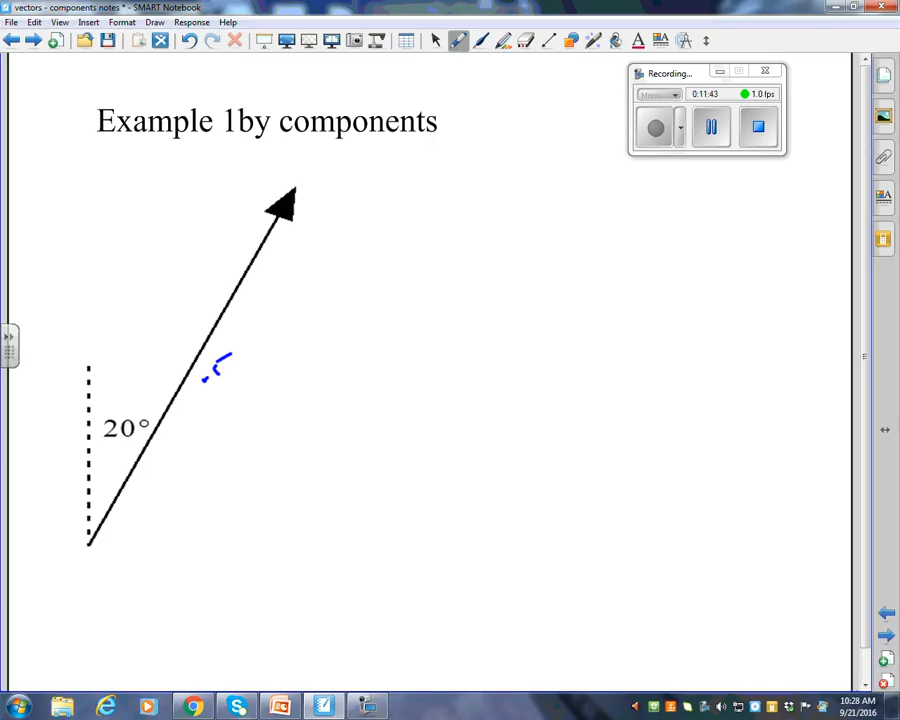 vectors - components notes * - SMART Notebook
File Edit View Insert Format Draw Response Help
Recording...
Menu 0:11:43 1.0 fps
Example 1by components
20°
10:28 AM
9/21/2016